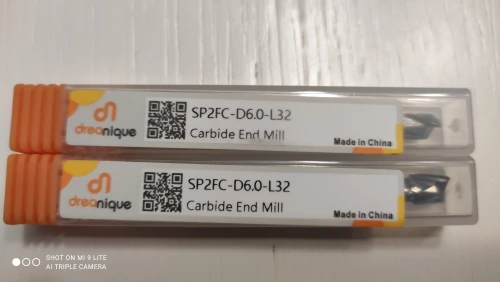 dreanique
SP2FC-D6.0-L32
Carbide End Mill
Made in China
dreanique
SP2FC-D6.0-L32
Carbide End Mill
Made in China
SHOT ON MI 9 LITE
AI TRIPLE CAMERA